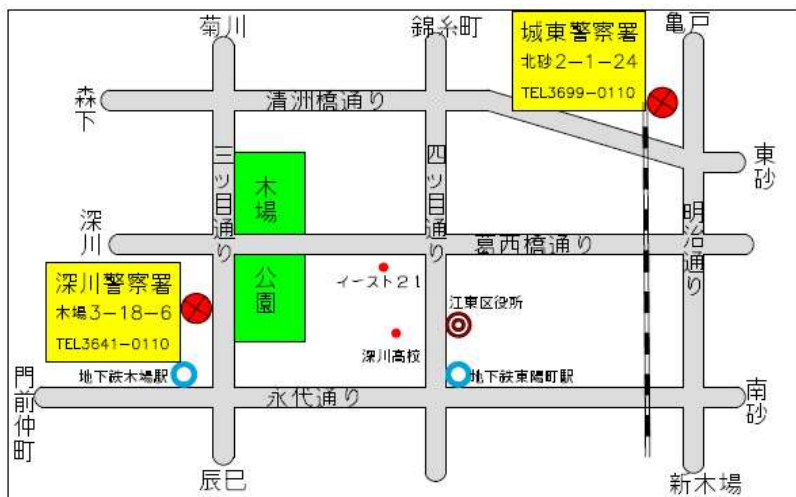 菊川
錦糸町
亀戸
城東警察署
北砂2-1-24
TEL3699-0110
森下
清洲橋通り
東砂
三ッ目通り
四ッ目通り
明治通り
木場
公園
深川
葛西橋通り
深川警察署
木場3-18-6
TEL3641-0110
イースト21
江東区役所
深川高校
地下鉄木場駅
地下鉄東陽町駅
門前仲町
永代通り
南砂
辰巳
新木場